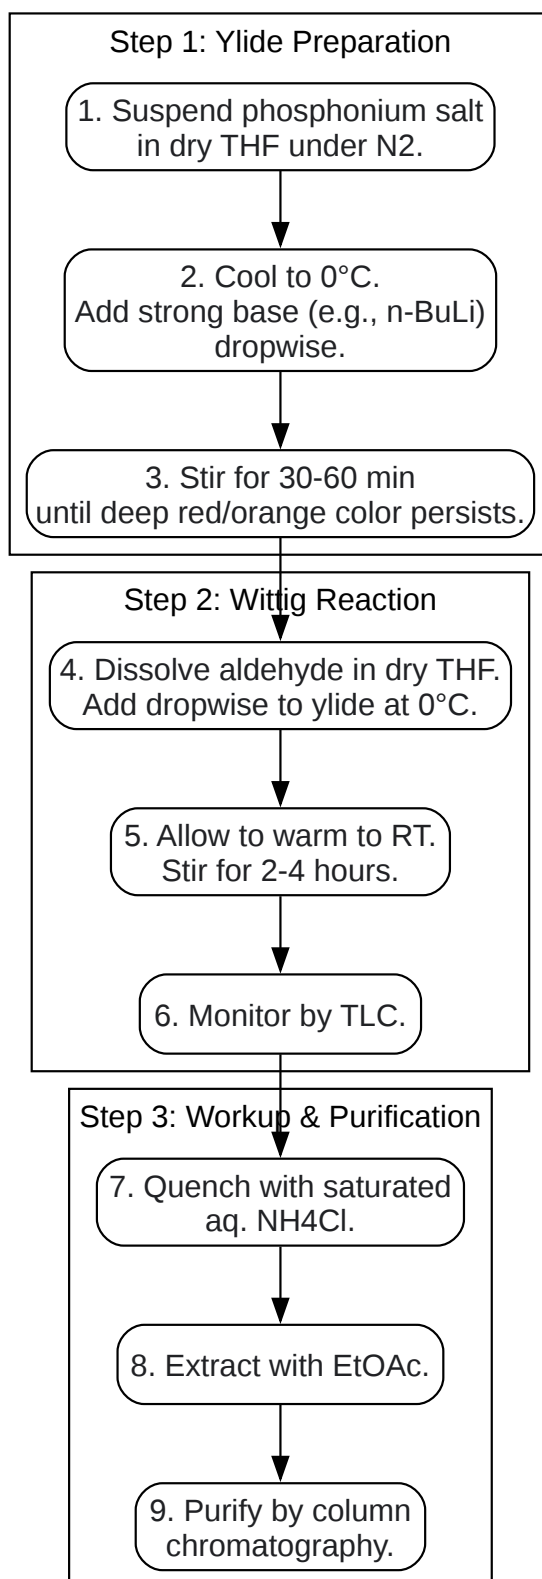 Step 1: Ylide Preparation
1. Suspend phosphonium salt
in dry THF under N2.
2. Cool to 0°C.
Add strong base (e.g., n-BuLi)
dropwise.
3. Stir for 30-60 min
until deep red/orange color persists.
Step 2: Wittig Reaction
4. Dissolve aldehyde in dry THF.
Add dropwise to ylide at 0°C.
5. Allow to warm to RT.
Stir for 2-4 hours.
6. Monitor by TLC.
Step 3: Workup & Purification
7. Quench with saturated
aq. NH4Cl.
8. Extract with EtOAc.
9. Purify by column
chromatography.